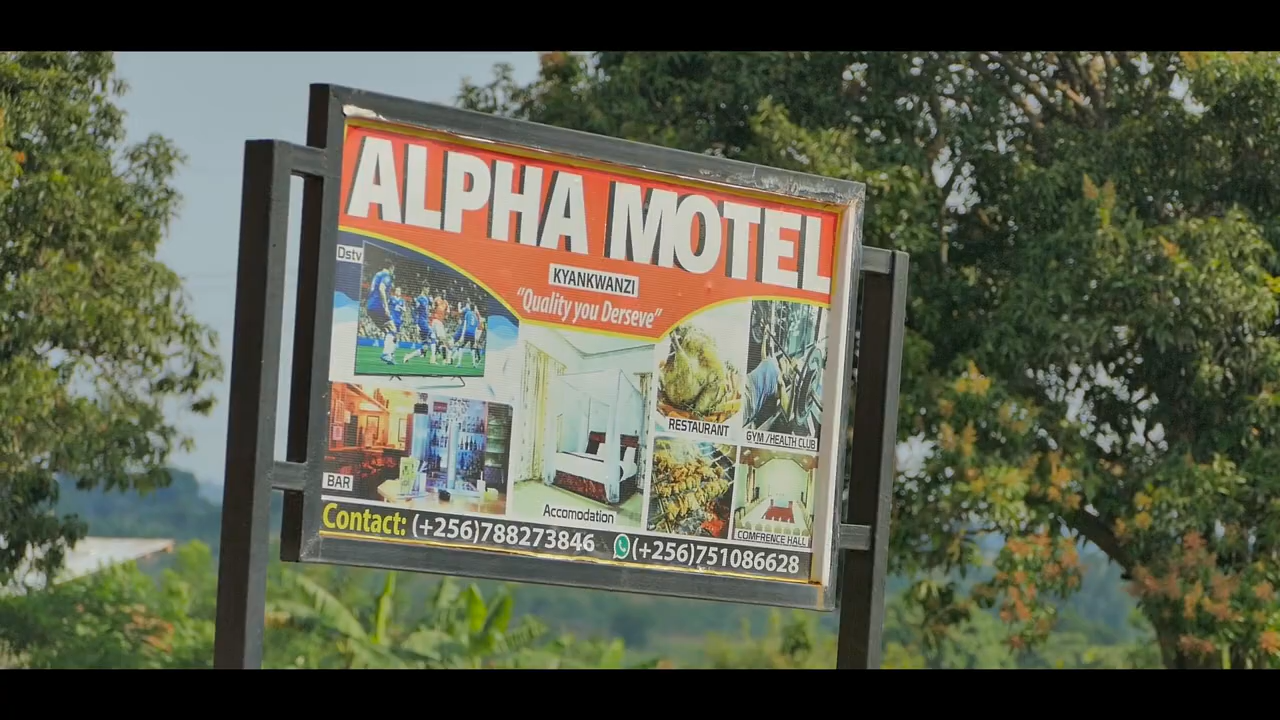 ALPHA MOTEL
KYANKWANZI
"Quality you Derseve"
Dstv
BAR
Accomodation
RESTAURANT
GYM /HEALTH CLUB
COMFRENCE HALL
Contact: (+256)788273846 (+256)751086628